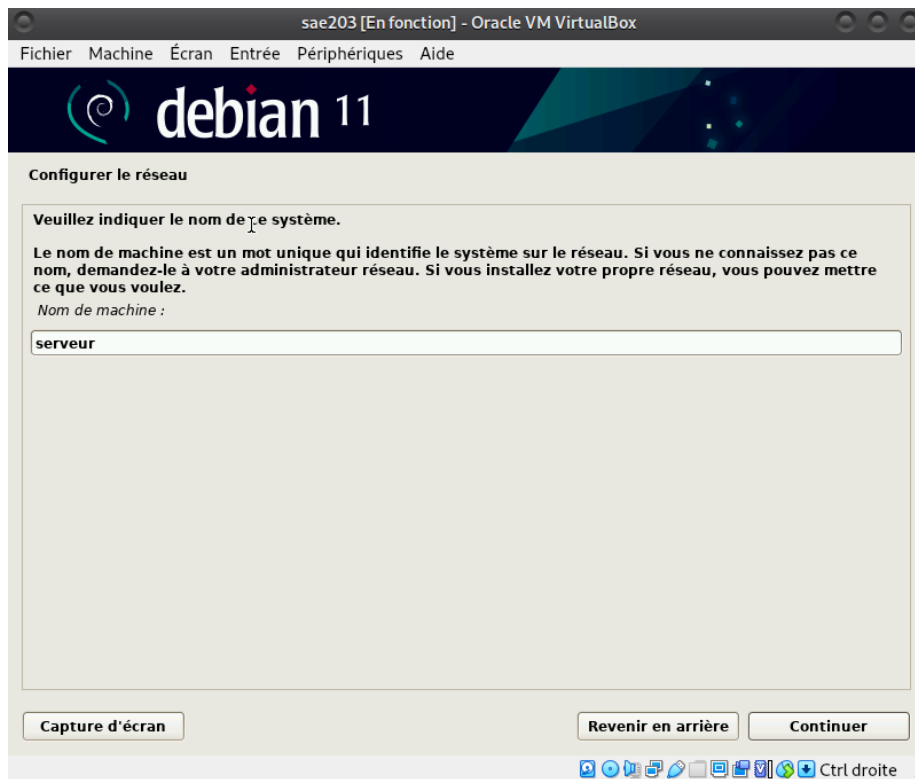 sae203 [En fonction] - Oracle VM VirtualBox
Fichier Machine Écran Entrée Périphériques Aide
debian 11
Configurer le réseau
Veuillez indiquer le nom de ce système.
Le nom de machine est un mot unique qui identifie le système sur le réseau. Si vous ne connaissez pas ce
nom, demandez-le à votre administrateur réseau. Si vous installez votre propre réseau, vous pouvez mettre
ce que vous voulez.
Nom de machine :
serveur
Capture d'écran Revenir en arrière Continuer
Ctrl droite